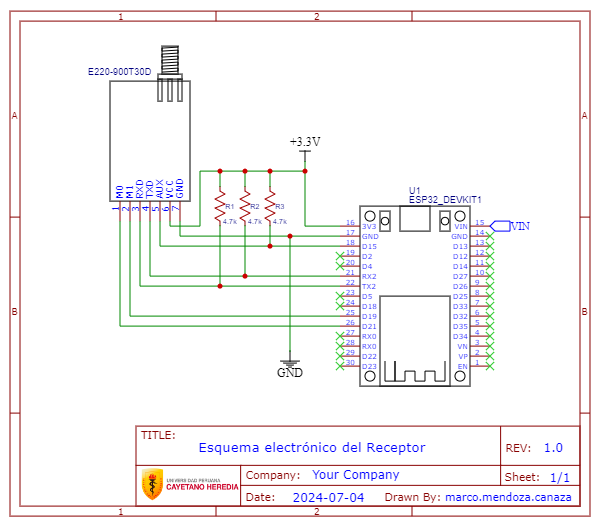 1 2
A A
B B
1 2
E220-900T30D
M0
M1
RXD
TXD
AUX
VCC
GND
1 2 3 4 5 6 7
+3.3V
R1 R2 R3
4.7k 4.7k 4.7k
U1
ESP32_DEVKIT1
16 3V3 VIN 15 VIN
17 GND GND 14
18 D15 D13 13
19 D2 D12 12
20 D4 D14 11
21 RX2 D27 10
22 TX2 D26 9
23 D5 D25 8
24 D18 D33 7
25 D19 D32 6
26 D21 D35 5
27 RX0 D34 4
28 RX0 VN 3
29 D22 VP 2
30 D23 EN 1
GND
TITLE:
Esquema electrónico del Receptor
REV: 1.0
UNIVERSIDAD PERUANA
CAYETANO HEREDIA
Company: Your Company
Sheet: 1/1
Date: 2024-07-04 Drawn By: marco.mendoza.canaza